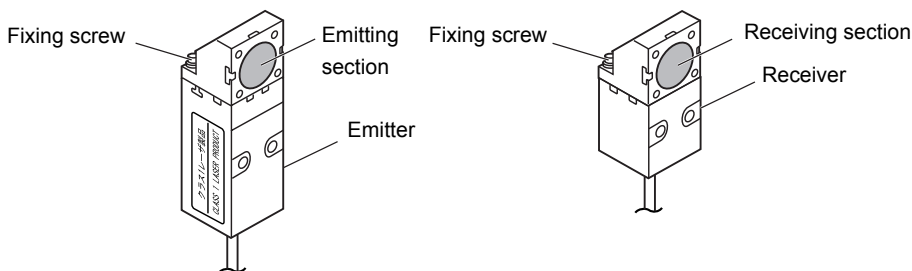 Fixing screw
Emitting
section
Emitter
クラス1レーザ製品
CLASS 1 LASER PRODUCT
Fixing screw
Receiving section
Receiver